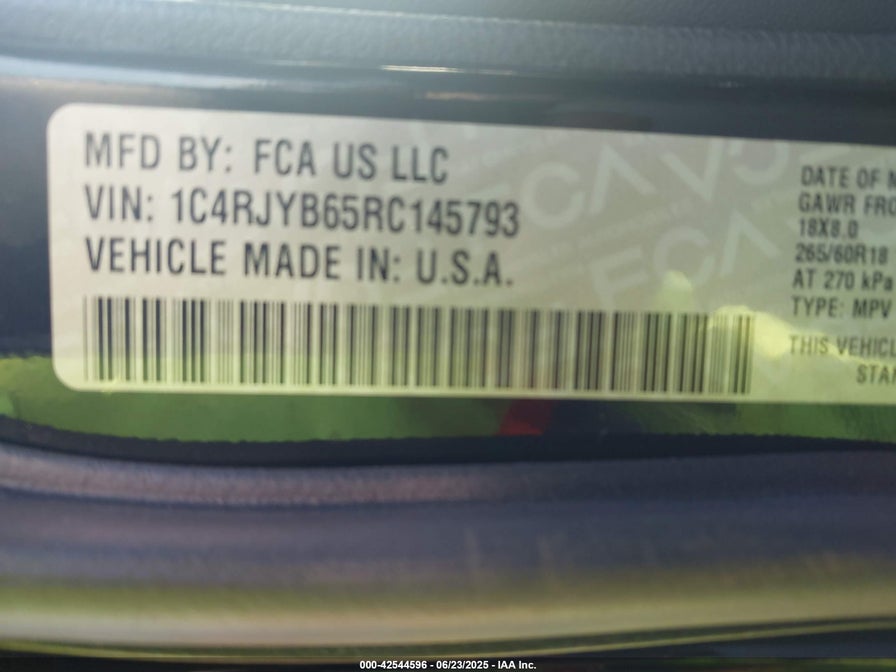 MFD BY: FCA US LLC
VIN: 1C4RJYB65RC145793
VEHICLE MADE IN: U.S.A.
DATE OF M
GAWR FRO
18X8.0
265/60R18
AT 270 kPa
TYPE: MPV
THIS VEHICL
STAN
000-42544596 - 06/23/2025 - IAA Inc.